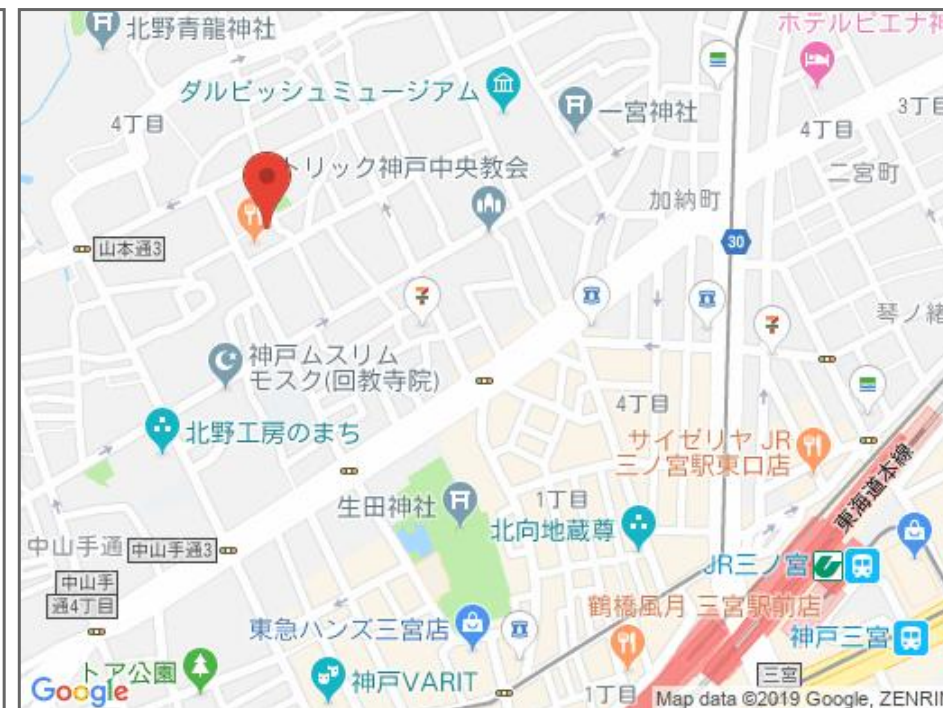 北野青龍神社
ホテルピエナ神
ダルビッシュミュージアム
一宮神社
3丁目
4丁目
4丁目
トリック神戸中央教会
二宮町
加納町
山本通3
30
7
琴ノ緒
7
神戸ムスリム
モスク(回教寺院)
4丁目
北野工房のまち
サイゼリヤ JR
三ノ宮駅東口店
東海道本線
生田神社
1丁目
北向地蔵尊
中山手通
中山手通3
JR三ノ宮
中山手
通4丁目
鶴橋風月 三宮駅前店
東急ハンズ三宮店
神戸三宮
トア公園
三宮
神戸VARIT
1丁目
Google
Map data ©2019 Google, ZENRI